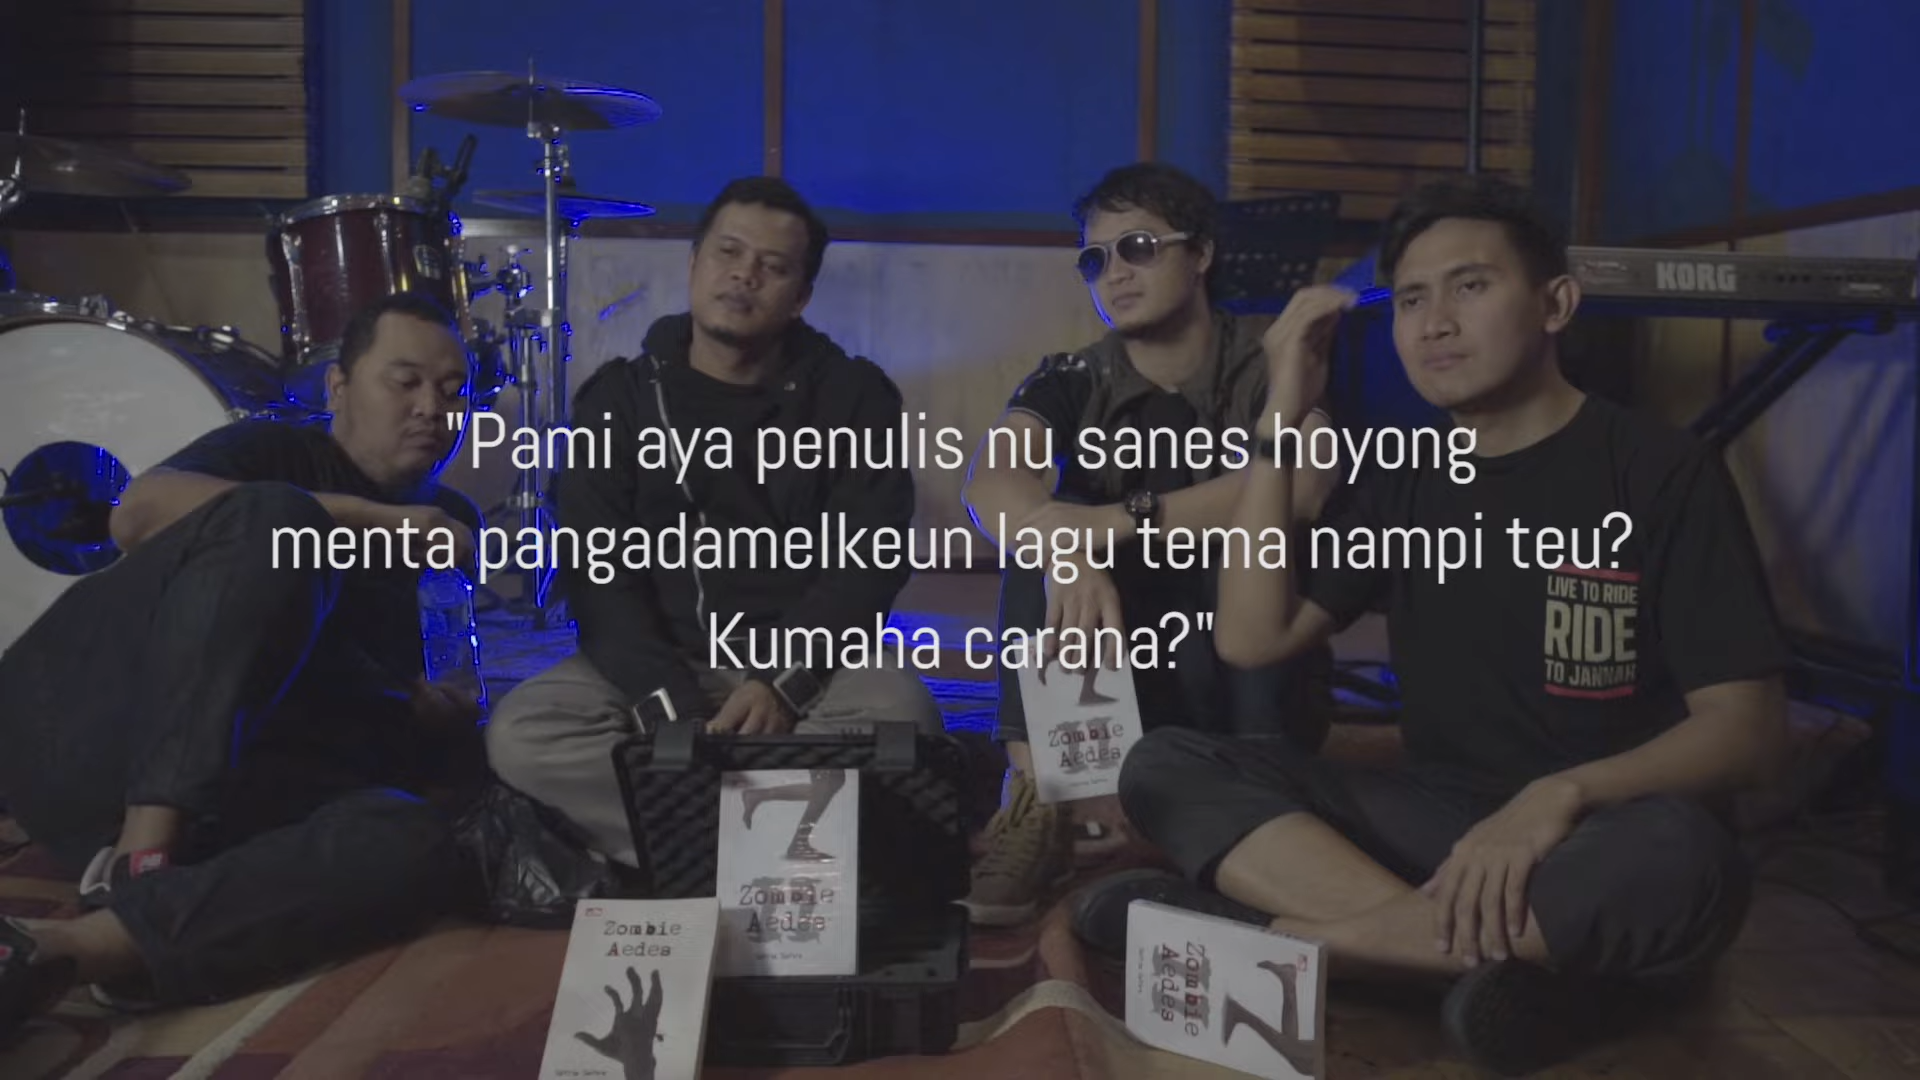 KORG
"Pami aya penulis nu sanes hoyong
menta pangadamelkeun lagu tema nampi teu?
Kumaha carana?"
LIVE TO RIDE
RIDE
TO JANNAH
Zombie
Aedes
Zombie
Aedes
Zombie
Aedes
Zombie
Aedes